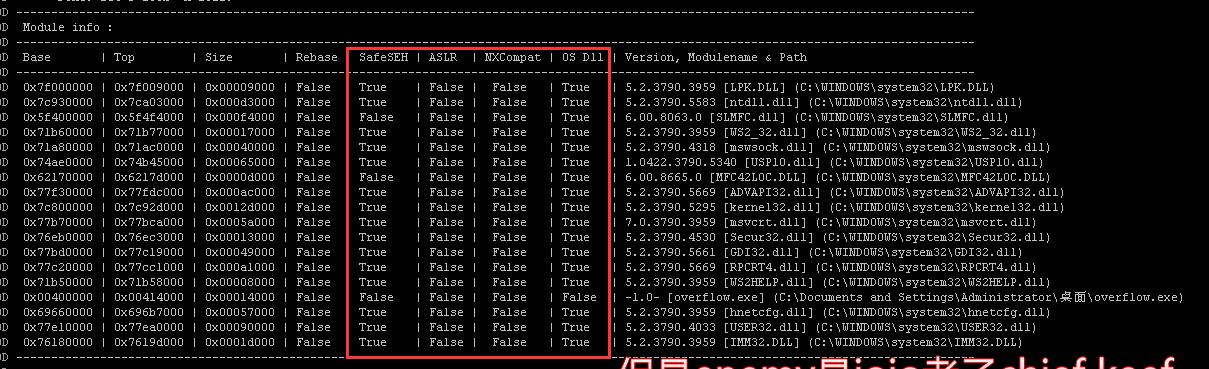 Module info :
Base | Top | Size | Rebase | SafeSEH | ASLR | NXCompat | OS Dll | Version, Modulename & Path
0x7f000000 | 0x7f009000 | 0x00009000 | False | True | False | False | True | 5.2.3790.3959 [LPK.DLL] (C:\WINDOWS\system32\LPK.DLL)
0x7c930000 | 0x7ca03000 | 0x000d3000 | False | True | False | False | True | 5.2.3790.5583 [ntdll.dll] (C:\WINDOWS\system32\ntdll.dll)
0x5f400000 | 0x5f4f4000 | 0x000f4000 | False | False | False | False | True | 6.00.8063.0 [SLMFC.dll] (C:\WINDOWS\system32\SLMFC.dll)
0x71b60000 | 0x71b77000 | 0x00017000 | False | True | False | False | True | 5.2.3790.3959 [WS2_32.dll] (C:\WINDOWS\system32\WS2_32.dll)
0x71a80000 | 0x71ac0000 | 0x00040000 | False | True | False | False | True | 5.2.3790.4318 [mswsock.dll] (C:\WINDOWS\system32\mswsock.dll)
0x74ae0000 | 0x74b45000 | 0x00065000 | False | True | False | False | True | 1.0422.3790.5340 [USP10.dll] (C:\WINDOWS\system32\USP10.dll)
0x62170000 | 0x6217d000 | 0x0000d000 | False | False | False | False | True | 6.00.8665.0 [MFC42LOC.DLL] (C:\WINDOWS\system32\MFC42LOC.DLL)
0x77f30000 | 0x77fdc000 | 0x000ac000 | False | True | False | False | True | 5.2.3790.5669 [ADVAPI32.dll] (C:\WINDOWS\system32\ADVAPI32.dll)
0x7c800000 | 0x7c92d000 | 0x0012d000 | False | True | False | False | True | 5.2.3790.5295 [kernel32.dll] (C:\WINDOWS\system32\kernel32.dll)
0x77b70000 | 0x77bca000 | 0x0005a000 | False | True | False | False | True | 7.0.3790.3959 [msvcrt.dll] (C:\WINDOWS\system32\msvcrt.dll)
0x76eb0000 | 0x76ec3000 | 0x00013000 | False | True | False | False | True | 5.2.3790.4530 [Secur32.dll] (C:\WINDOWS\system32\Secur32.dll)
0x77bd0000 | 0x77c19000 | 0x00049000 | False | True | False | False | True | 5.2.3790.5661 [GDI32.dll] (C:\WINDOWS\system32\GDI32.dll)
0x77c20000 | 0x77cc1000 | 0x000a1000 | False | True | False | False | True | 5.2.3790.5669 [RPCRT4.dll] (C:\WINDOWS\system32\RPCRT4.dll)
0x71b50000 | 0x71b58000 | 0x00008000 | False | True | False | False | True | 5.2.3790.3959 [WS2HELP.dll] (C:\WINDOWS\system32\WS2HELP.dll)
0x00400000 | 0x00414000 | 0x00014000 | False | False | False | False | False | -1.0- [overflow.exe] (C:\Documents and Settings\Administrator\桌面\overflow.exe)
0x69660000 | 0x696b7000 | 0x00057000 | False | True | False | False | True | 5.2.3790.3959 [hnetcfg.dll] (C:\WINDOWS\system32\hnetcfg.dll)
0x77e10000 | 0x77ea0000 | 0x00090000 | False | True | False | False | True | 5.2.3790.4033 [USER32.dll] (C:\WINDOWS\system32\USER32.dll)
0x76180000 | 0x7619d000 | 0x0001d000 | False | True | False | False | True | 5.2.3790.3959 [IMM32.DLL] (C:\WINDOWS\system32\IMM32.DLL)